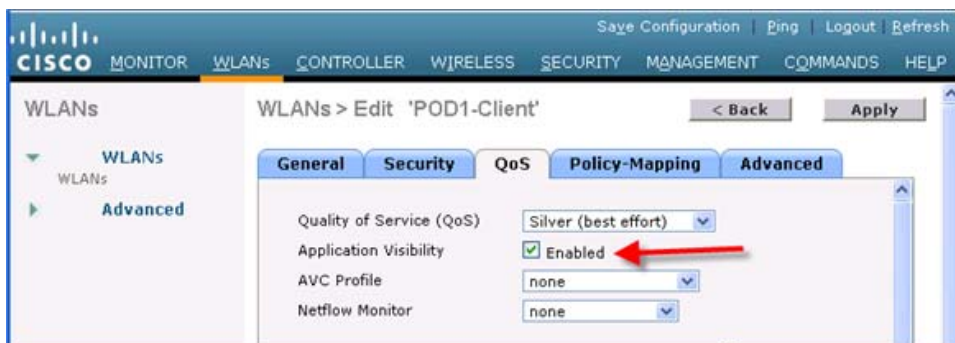 Save Configuration | Ping | Logout | Refresh
CISCO MONITOR WLANs CONTROLLER WIRELESS SECURITY MANAGEMENT COMMANDS HELP
WLANs
WLANs > Edit 'POD1-Client'
< Back
Apply
WLANs
WLANs
Advanced
General Security QoS Policy-Mapping Advanced
Quality of Service (QoS) Silver (best effort)
Application Visibility Enabled
AVC Profile none
Netflow Monitor none